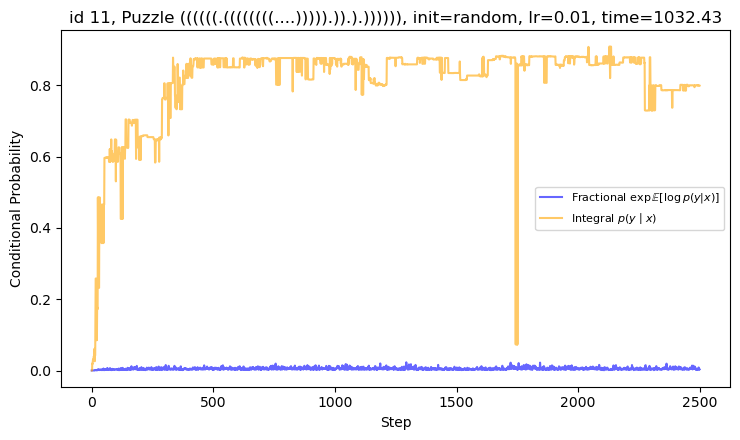 id 11, Puzzle ((((((.((((((((....))))).)).).)))))), init=random, lr=0.01, time=1032.43
Conditional Probability
0.8
0.6
0.4
0.2
0.0
Fractional exp𝔼[log p(y|x)]
Integral p(y | x)
0
500
1000
1500
2000
2500
Step